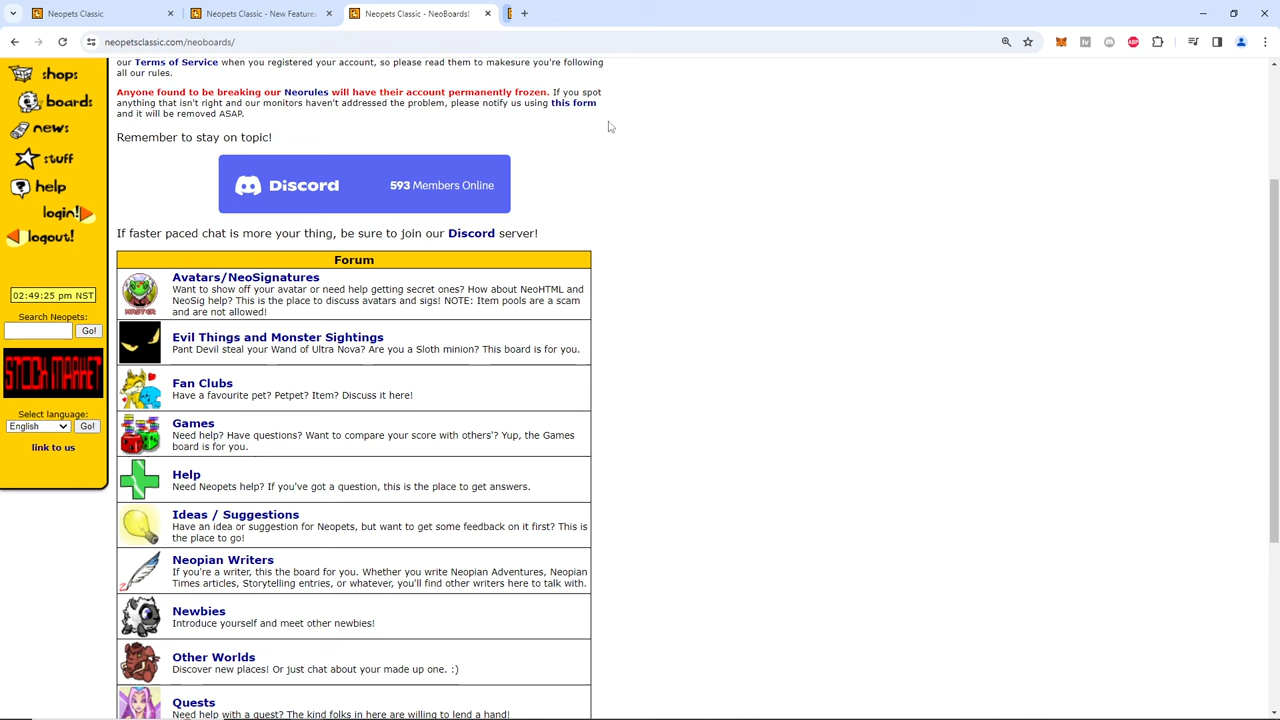 Neopets Classic
Neopets Classic - New Features
Neopets Classic - NeoBoards!
neopetsclassic.com/neoboards/
shops
boards
news
stuff
help
login!
logout!
02:49:25 pm NST
Search Neopets:
Go!
STOCK MARKET
Select language:
English
Go!
link to us
our Terms of Service when you registered your account, so please read them to makesure you're following
all our rules.
Anyone found to be breaking our Neorules will have their account permanently frozen. If you spot
anything that isn't right and our monitors haven't addressed the problem, please notify us using this form
and it will be removed ASAP.
Remember to stay on topic!
Discord 593 Members Online
If faster paced chat is more your thing, be sure to join our Discord server!
Forum
MASTER
Avatars/NeoSignatures
Want to show off your avatar or need help getting secret ones? How about NeoHTML and
NeoSig help? This is the place to discuss avatars and sigs! NOTE: Item pools are a scam
and are not allowed!
Evil Things and Monster Sightings
Pant Devil steal your Wand of Ultra Nova? Are you a Sloth minion? This board is for you.
Fan Clubs
Have a favourite pet? Petpet? Item? Discuss it here!
Games
Need help? Have questions? Want to compare your score with others'? Yup, the Games
board is for you.
Help
Need Neopets help? If you've got a question, this is the place to get answers.
Ideas / Suggestions
Have an idea or suggestion for Neopets, but want to get some feedback on it first? This is
the place to go!
Neopian Writers
If you're a writer, this the board for you. Whether you write Neopian Adventures, Neopian
Times articles, Storytelling entries, or whatever, you'll find other writers here to talk with.
Newbies
Introduce yourself and meet other newbies!
Other Worlds
Discover new places! Or just chat about your made up one. :)
Quests
Need help with a quest? The kind folks in here are willing to lend a hand!